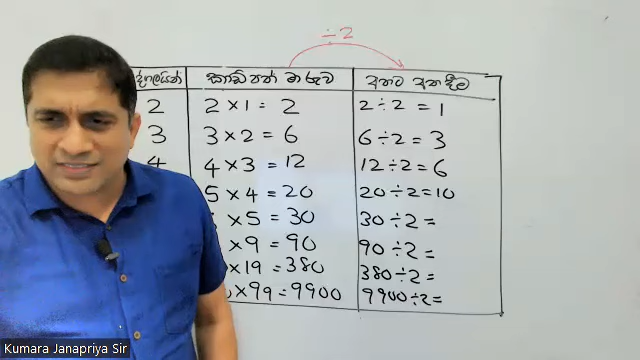 ÷2
කාඩ් පත් මාරුව අතට අත දීම
2 2 × 1 = 2 2 ÷ 2 = 1
3 3 × 2 = 6 6 ÷ 2 = 3
4 4 × 3 = 12 12 ÷ 2 = 6
5 × 4 = 20 20 ÷ 2 = 10
× 5 = 30 30 ÷ 2 =
× 9 = 90 90 ÷ 2 =
× 19 = 380 380 ÷ 2 =
× 99 = 9900 9900 ÷ 2 =
Kumara Janapriya Sir